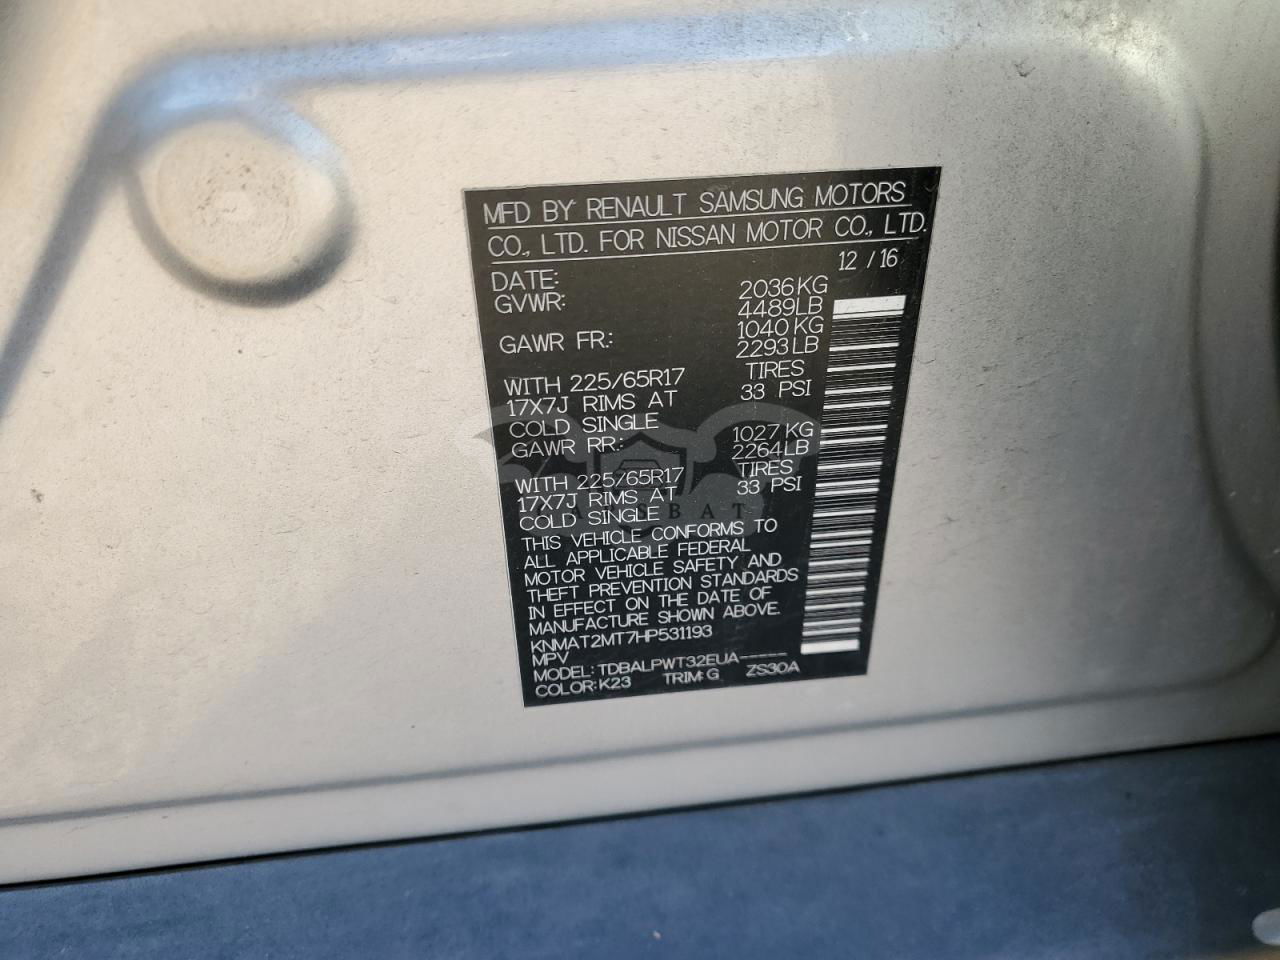 MFD BY RENAULT SAMSUNG MOTORS
CO., LTD. FOR NISSAN MOTOR CO., LTD.
DATE: 12 / 16
GVWR: 2036KG
4489LB
GAWR FR.: 1040KG
2293LB
WITH 225/65R17 TIRES
17X7J RIMS AT 33 PSI
COLD SINGLE
GAWR RR.: 1027KG
2264LB
WITH 225/65R17 TIRES
17X7J RIMS AT 33 PSI
COLD SINGLE
CARSBAT
THIS VEHICLE CONFORMS TO
ALL APPLICABLE FEDERAL
MOTOR VEHICLE SAFETY AND
THEFT PREVENTION STANDARDS
IN EFFECT ON THE DATE OF
MANUFACTURE SHOWN ABOVE.
KNMAT2MT7HP531193
MPV
MODEL: TDBALPWT32EUA-----
COLOR:K23 TRIM:G ZS30A